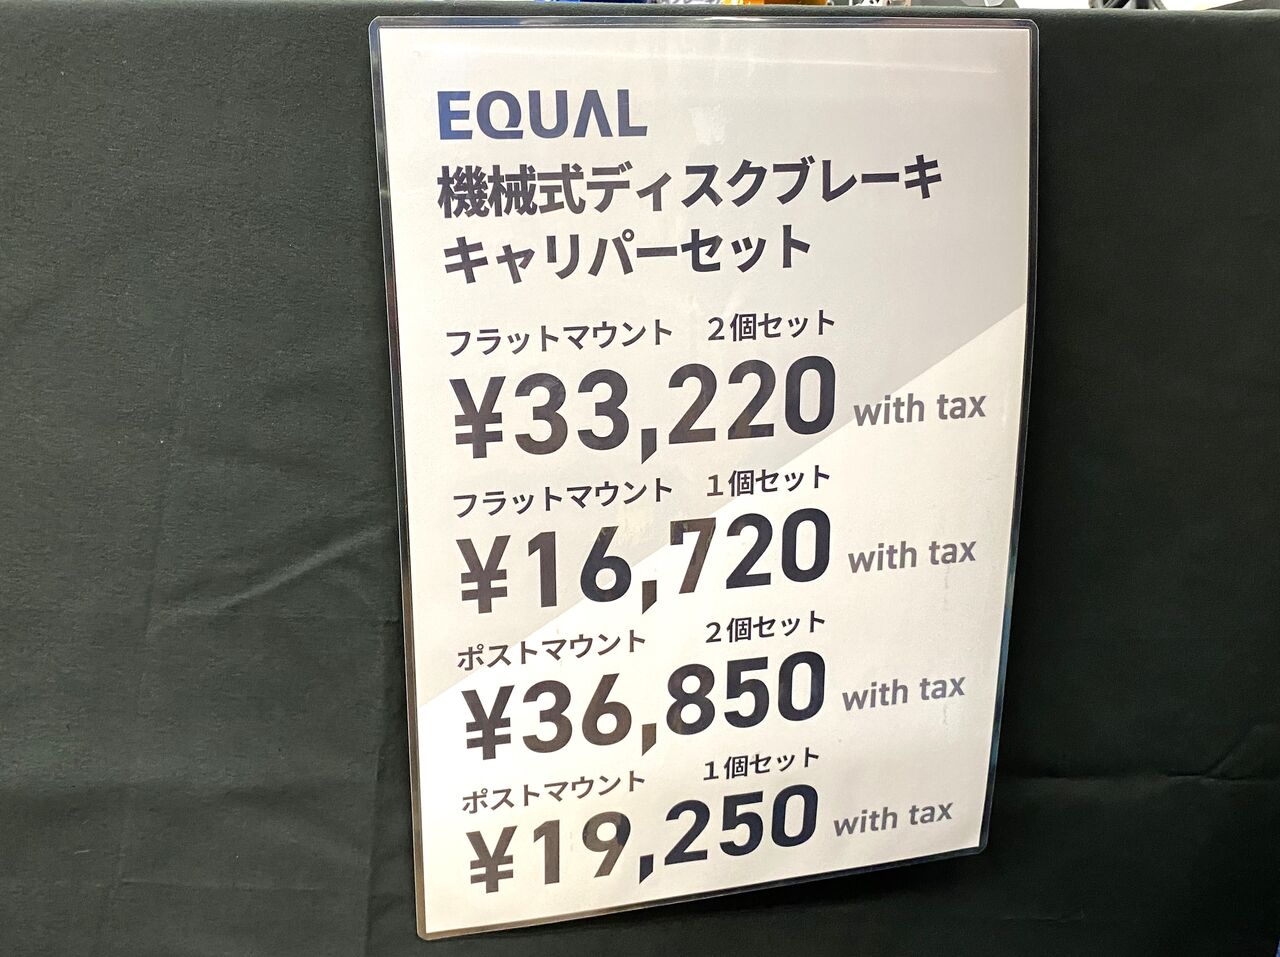 EQUAL
機械式ディスクブレーキ
キャリパーセット
フラットマウント　２個セット
¥33,220 with tax
フラットマウント　１個セット
¥16,720 with tax
ポストマウント　２個セット
¥36,850 with tax
ポストマウント　１個セット
¥19,250 with tax